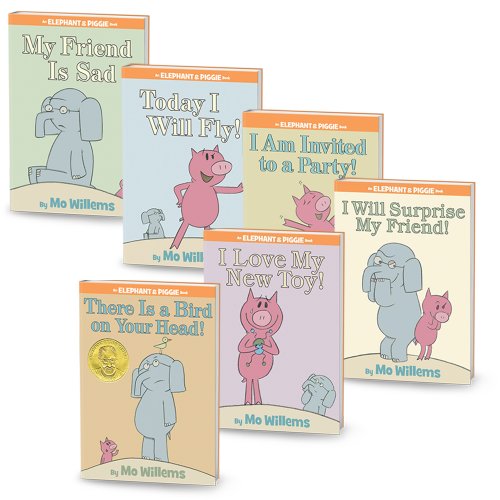 An ELEPHANT & PIGGIE Book
My Friend
Is Sad
By Mo Willems
An ELEPHANT & PIGGIE Book
Today I
Will Fly!
By Mo Willems
An ELEPHANT & PIGGIE Book
I Am Invited
to a Party!
An ELEPHANT & PIGGIE Book
I Will Surprise
My Friend!
By Mo Willems
An ELEPHANT & PIGGIE Book
I Love My
New Toy!
By Mo Willems
An ELEPHANT & PIGGIE Book
There Is a Bird
on Your Head!
By Mo Willems